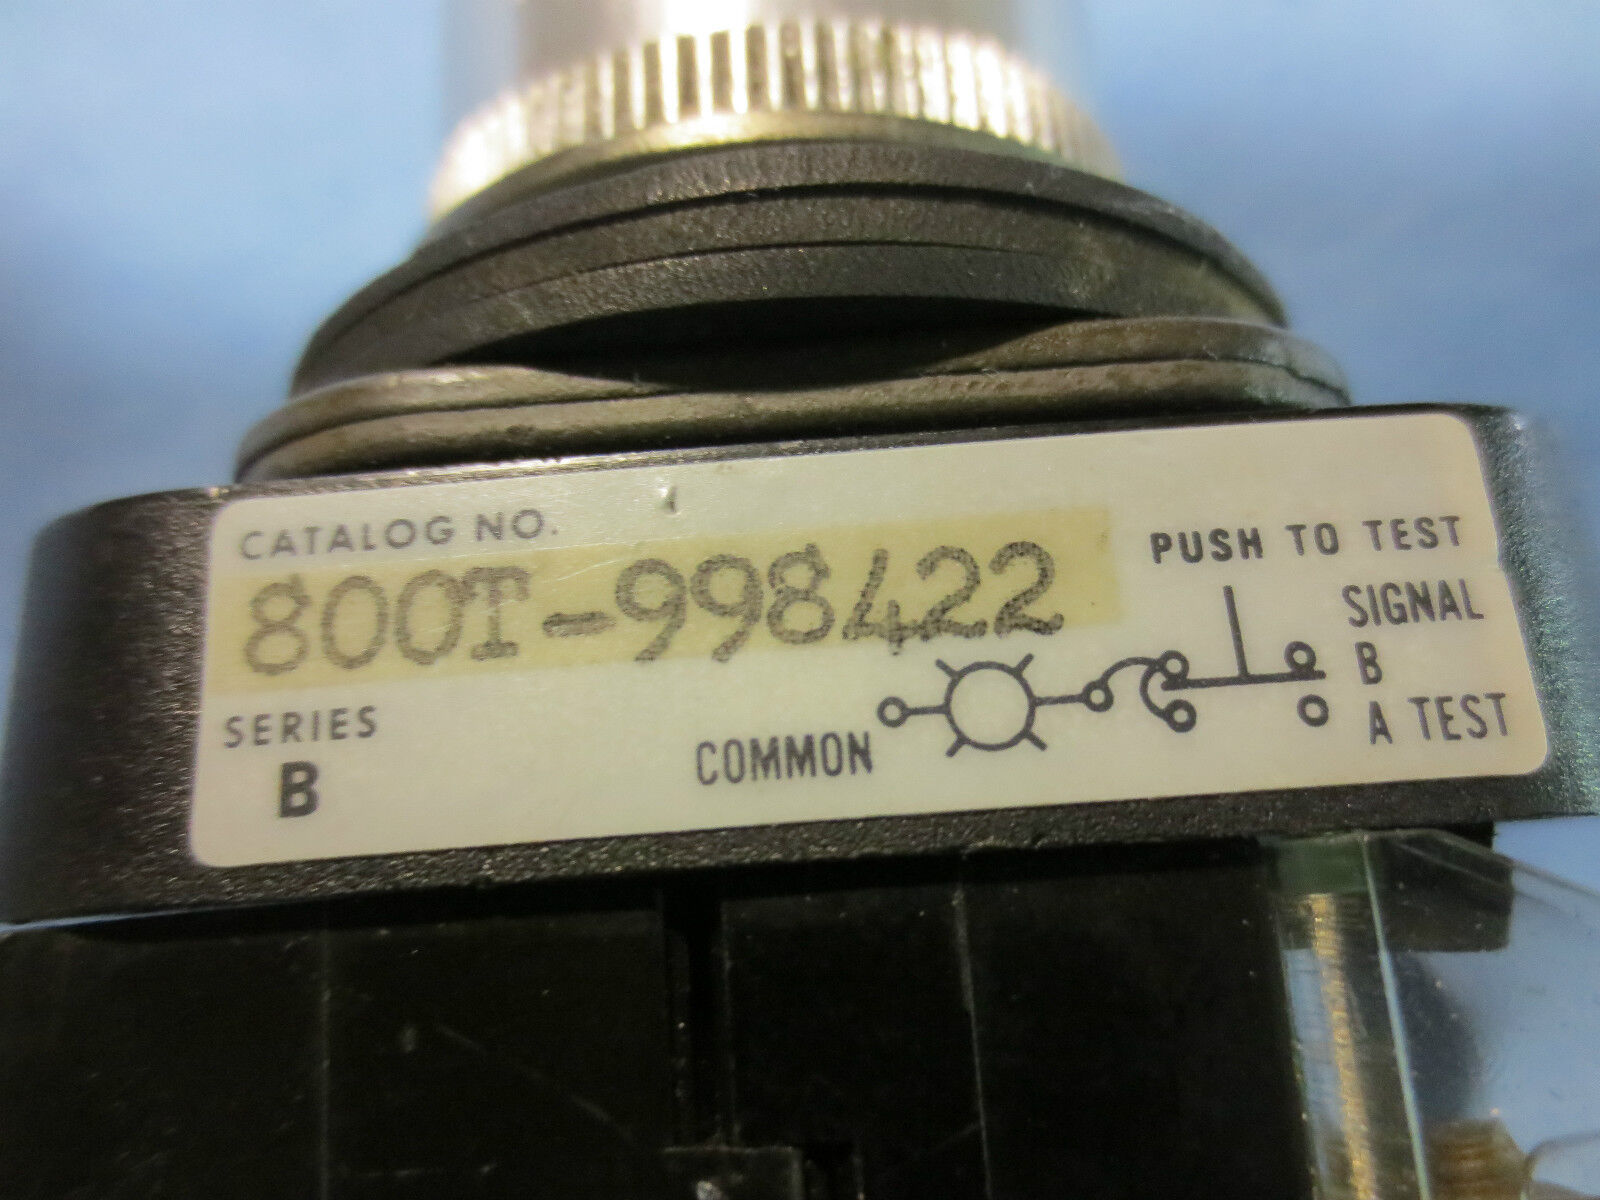 CATALOG NO.
800T-998422
SERIES
B
PUSH TO TEST
SIGNAL
B
A TEST
COMMON